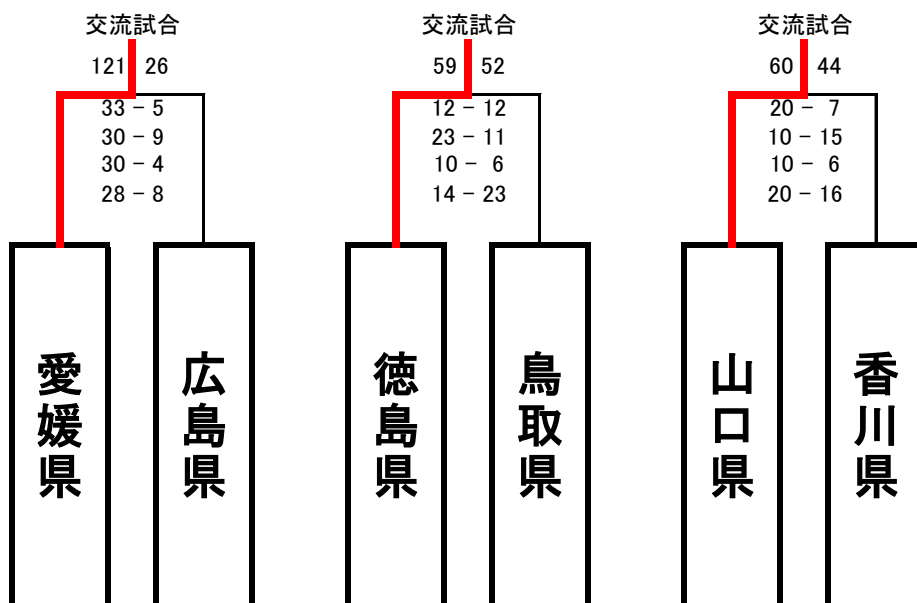 交流試合
121 26
33 － 5
30 － 9
30 － 4
28 － 8
愛媛県
広島県
交流試合
59 52
12 － 12
23 － 11
10 － 6
14 － 23
徳島県
鳥取県
交流試合
60 44
20 － 7
10 － 15
10 － 6
20 － 16
山口県
香川県